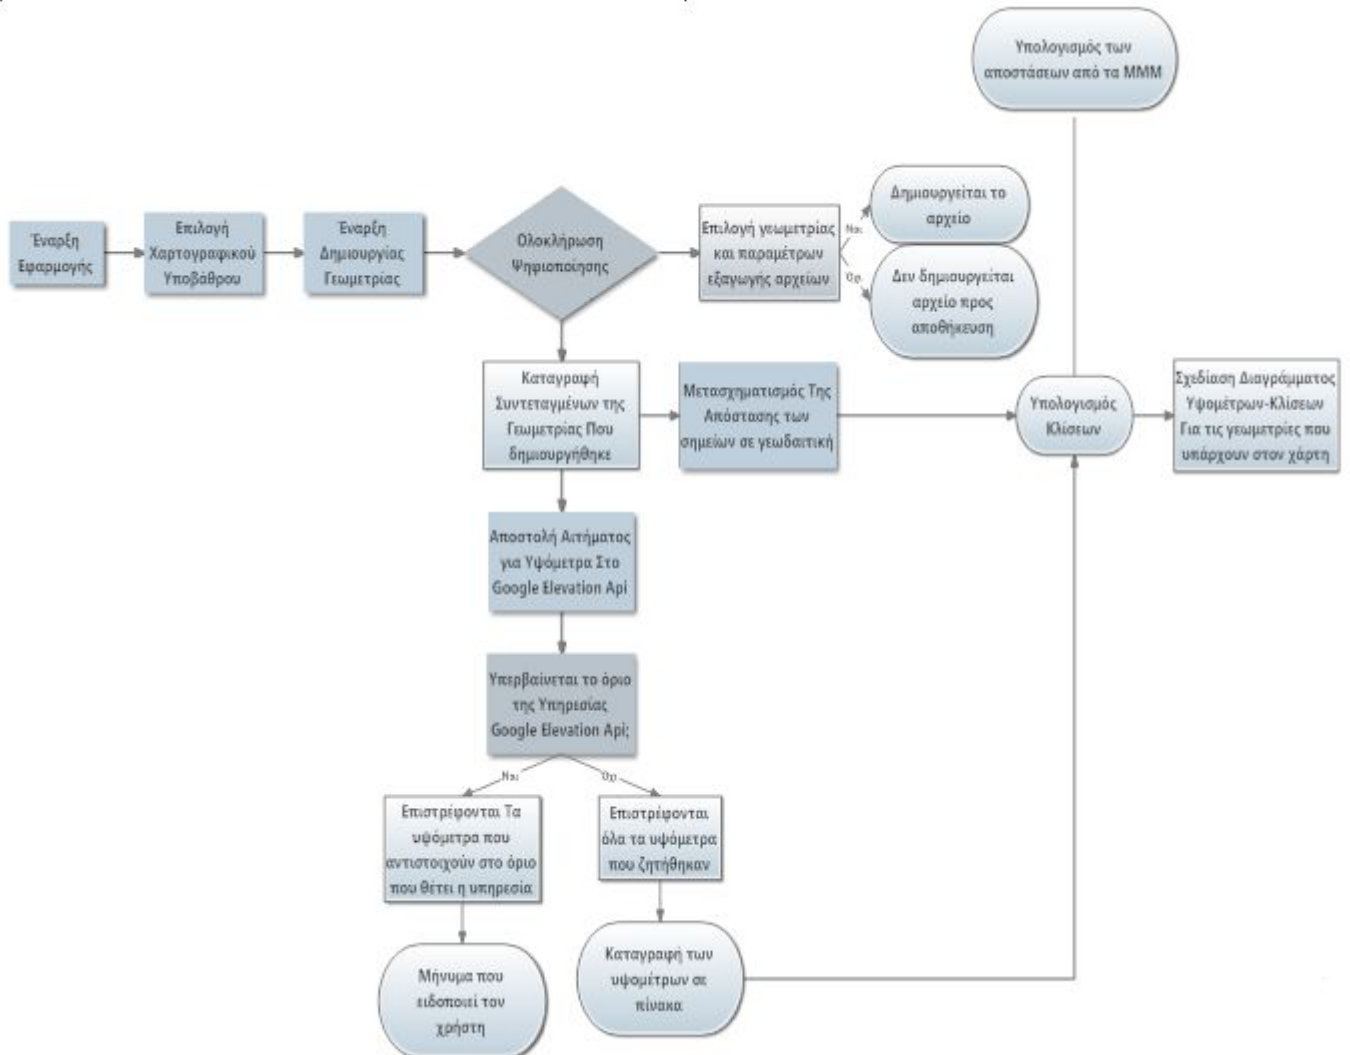 Υπολογισμός των
αποστάσεων από τα ΜΜΜ
Έναρξη
Εφαρμογής
Επιλογή
Χαρτογραφικού
Υποβάθρου
Έναρξη
Δημιουργίας
Γεωμετρίας
Ολοκλήρωση
Ψηφιοποίησης
Επιλογή γεωμετρίας
και παραμέτρων
εξαγωγής αρχείων
Ναι
Δημιουργείται το
αρχείο
Όχι
Δεν δημιουργείται
αρχείο προς
αποθήκευση
Καταγραφή
Συντεταγμένων της
Γεωμετρίας Που
δημιουργήθηκε
Μετασχηματισμός Της
Απόστασης των
σημείων σε γεωδαιτική
Υπολογισμός
Κλίσεων
Σχεδίαση Διαγράμματος
Υψομέτρων-Κλίσεων
Για τις γεωμετρίες που
υπάρχουν στον χάρτη
Αποστολή Αιτήματος
για Υψόμετρα Στο
Google Elevation Api
Υπερβαίνεται το όριο
της Υπηρεσίας
Google Elevation Api;
Ναι
Όχι
Επιστρέφονται Τα
υψόμετρα που
αντιστοιχούν στο όριο
που θέτει η υπηρεσία
Επιστρέφονται
όλα τα υψόμετρα
που ζητήθηκαν
Μήνυμα που
ειδοποιεί τον
χρήστη
Καταγραφή των
υψομέτρων σε
πίνακα